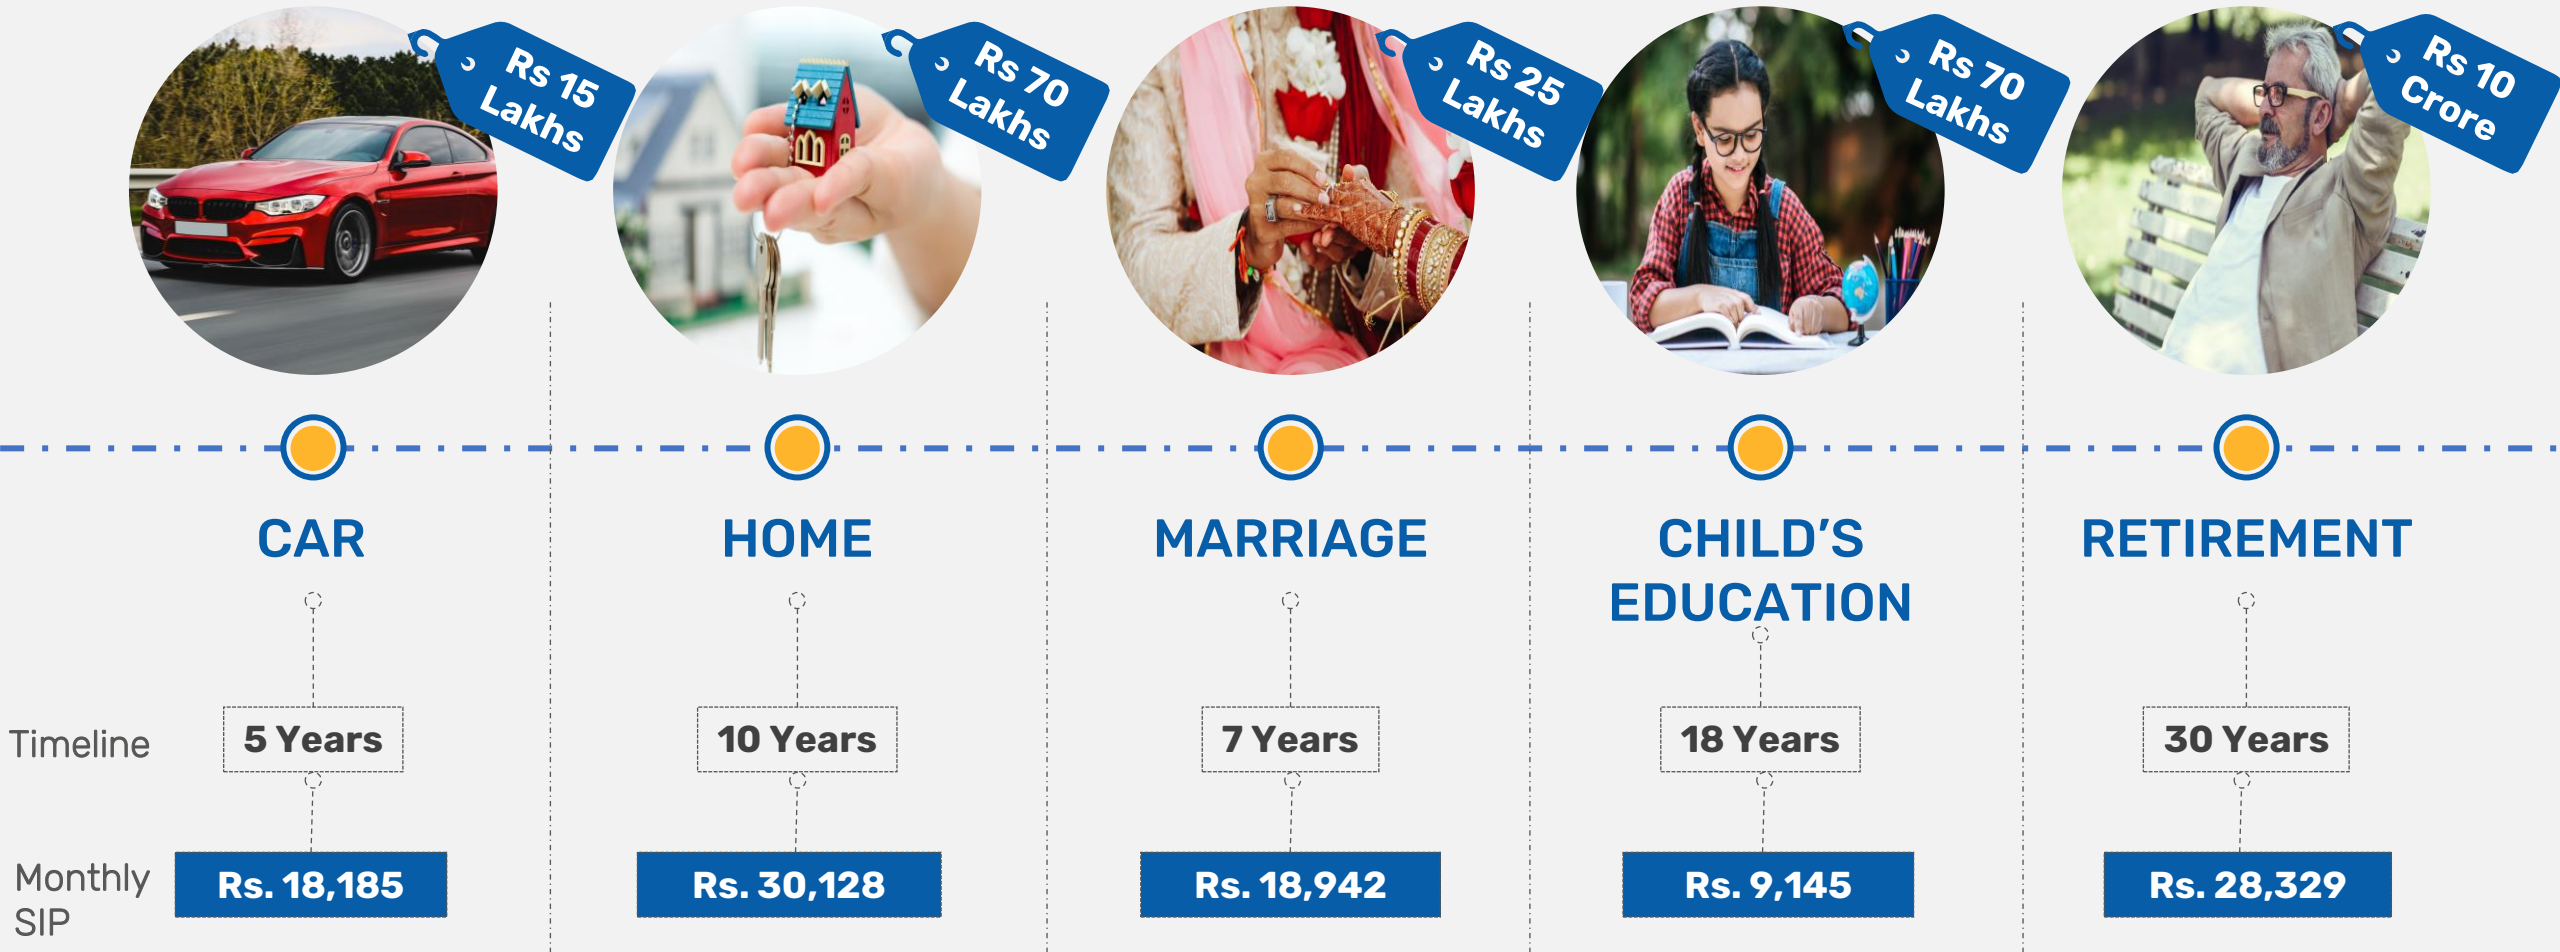 Rs 15
Lakhs
Rs 70
Lakhs
Rs 25
Lakhs
Rs 70
Lakhs
Rs 10
Crore
CAR
HOME
MARRIAGE
CHILD’S
EDUCATION
RETIREMENT
Timeline
5 Years
10 Years
7 Years
18 Years
30 Years
Monthly
SIP
Rs. 18,185
Rs. 30,128
Rs. 18,942
Rs. 9,145
Rs. 28,329